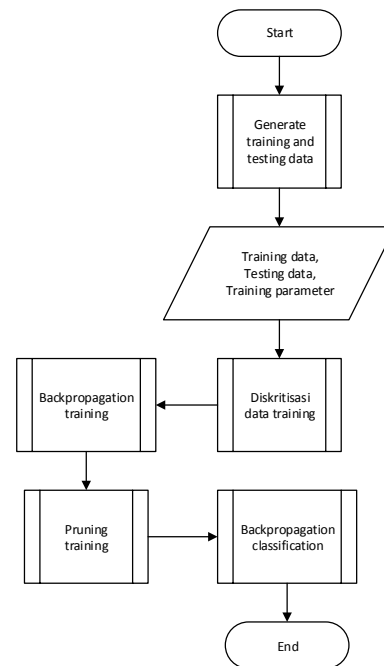 Start
Generate
training and
testing data
Training data,
Testing data,
Training parameter
Diskritisasi
data training
Backpropagation
training
Pruning
training
Backpropagation
classification
End